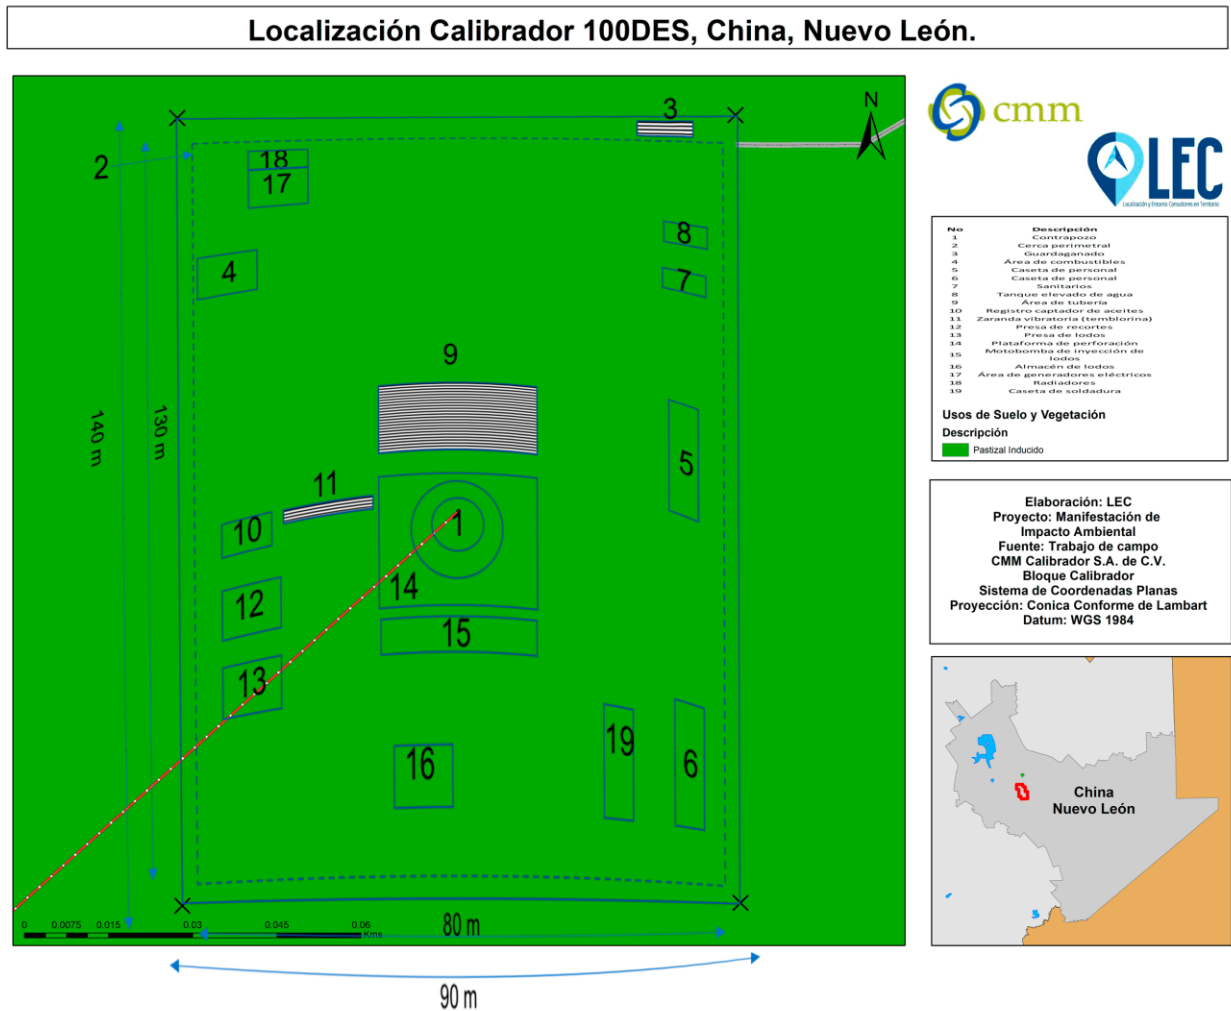 Localización Calibrador 100DES, China, Nuevo León.
3
N
2
18
17
8
4
7
9
140 m
130 m
5
11
10
1
14
12
15
13
19
16
6
0 0.0075 0.015 0.03 0.045 0.06
Kms
80 m
90 m
cmm
LEC
Localización y Entorno Consultores en Territorio
No Descripción
1 Contrapozo
2 Cerca perimetral
3 Guardaganado
4 Área de combustibles
5 Caseta de personal
6 Caseta de personal
7 Sanitarios
8 Tanque elevado de agua
9 Área de tubería
10 Registro captador de aceites
11 Zaranda vibratoria (temblorina)
12 Presa de recortes
13 Presa de lodos
14 Plataforma de perforación
15 Motobomba de inyección de
lodos
16 Almacén de lodos
17 Área de generadores eléctricos
18 Radiadores
19 Caseta de soldadura
Usos de Suelo y Vegetación
Descripción
Pastizal Inducido
Elaboración: LEC
Proyecto: Manifestación de
Impacto Ambiental
Fuente: Trabajo de campo
CMM Calibrador S.A. de C.V.
Bloque Calibrador
Sistema de Coordenadas Planas
Proyección: Conica Conforme de Lambart
Datum: WGS 1984
China
Nuevo León